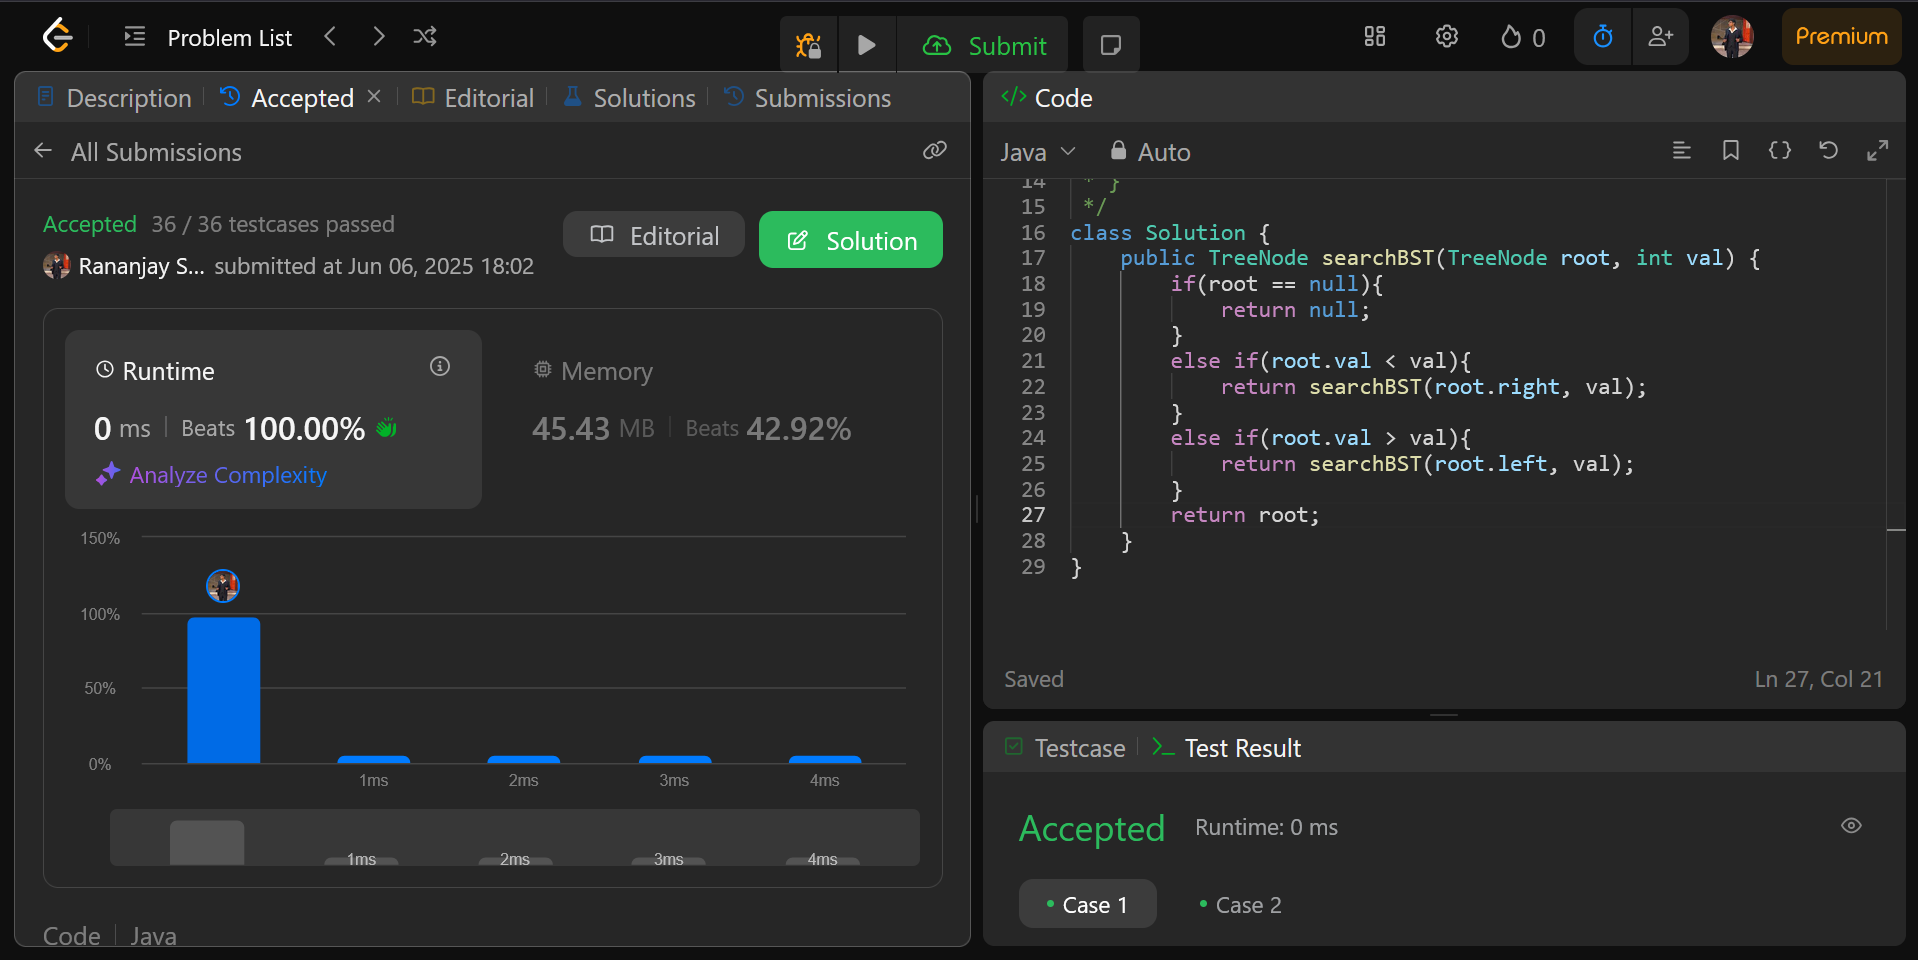 Problem List
Submit
0
Premium
Description
Accepted
Editorial
Solutions
Submissions
All Submissions
Accepted 36 / 36 testcases passed
Rananjay S... submitted at Jun 06, 2025 18:02
Editorial
Solution
Runtime
0 ms Beats 100.00%
Analyze Complexity
Memory
45.43 MB Beats 42.92%
150%
100%
50%
0%
1ms 2ms 3ms 4ms
1ms 2ms 3ms 4ms
Code Java
</> Code
Java Auto
14 * }
15 */
16 class Solution {
17 public TreeNode searchBST(TreeNode root, int val) {
18 if(root == null){
19 return null;
20 }
21 else if(root.val < val){
22 return searchBST(root.right, val);
23 }
24 else if(root.val > val){
25 return searchBST(root.left, val);
26 }
27 return root;
28 }
29 }
Saved Ln 27, Col 21
Testcase
Test Result
Accepted Runtime: 0 ms
Case 1 Case 2